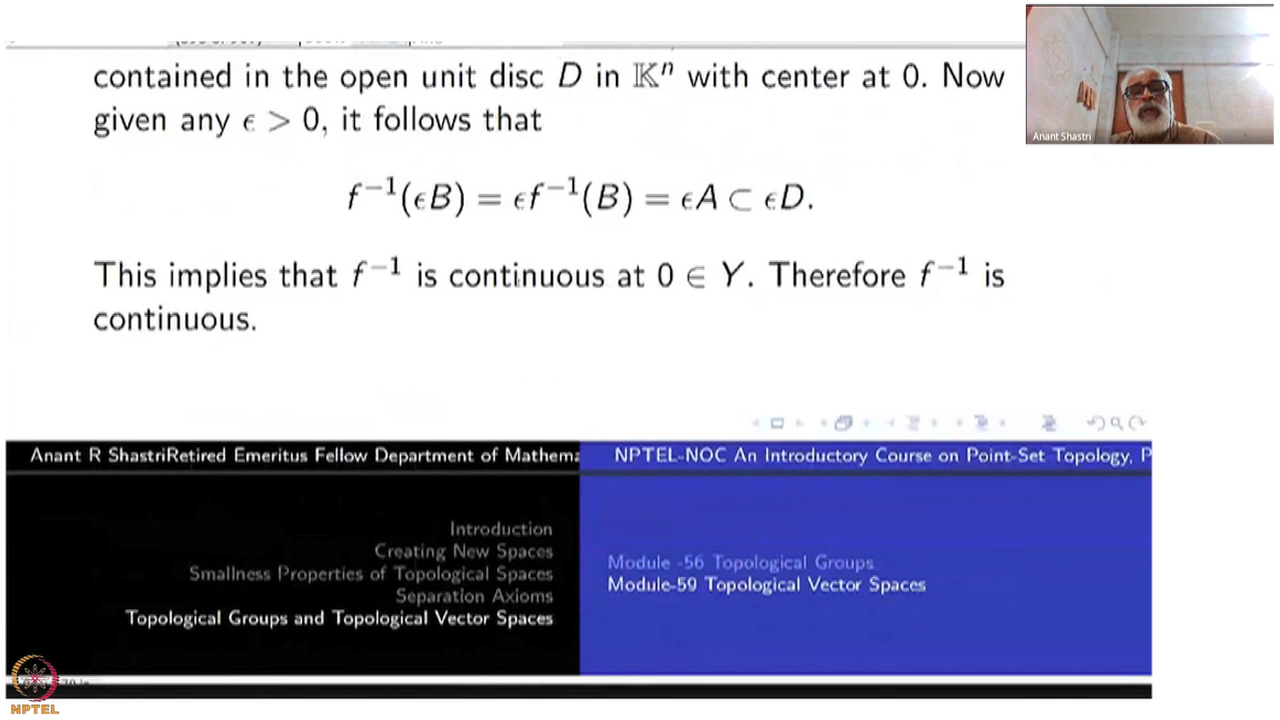 contained in the open unit disc D in 𝕂ⁿ with center at 0. Now
given any ϵ > 0, it follows that
f⁻¹(ϵB) = ϵf⁻¹(B) = ϵA ⊂ ϵD.
This implies that f⁻¹ is continuous at 0 ∈ Y. Therefore f⁻¹ is
continuous.
Anant Shastri
Anant R ShastriRetired Emeritus Fellow Department of Mathema
NPTEL-NOC An Introductory Course on Point-Set Topology, P
Introduction
Creating New Spaces
Smallness Properties of Topological Spaces
Separation Axioms
Topological Groups and Topological Vector Spaces
Module -56 Topological Groups
Module-59 Topological Vector Spaces
NPTEL